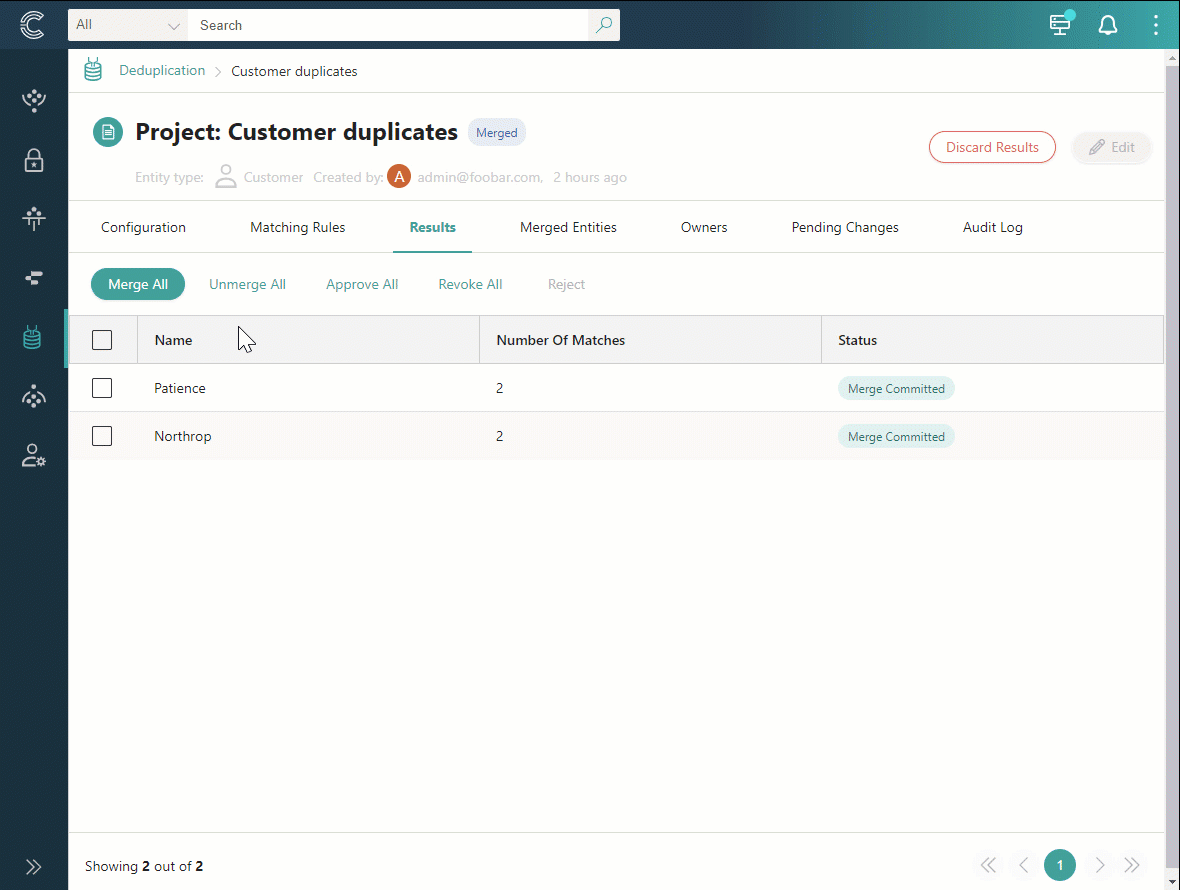 All Search
Deduplication Customer duplicates
Project: Customer duplicates Merged
Discard Results Edit
Entity type: Customer Created by: A admin@foobar.com, 2 hours ago
Configuration Matching Rules Results Merged Entities Owners Pending Changes Audit Log
Merge All Unmerge All Approve All Revoke All Reject
Name Number Of Matches Status
Patience 2 Merge Committed
Northrop 2 Merge Committed
Showing 2 out of 2 1